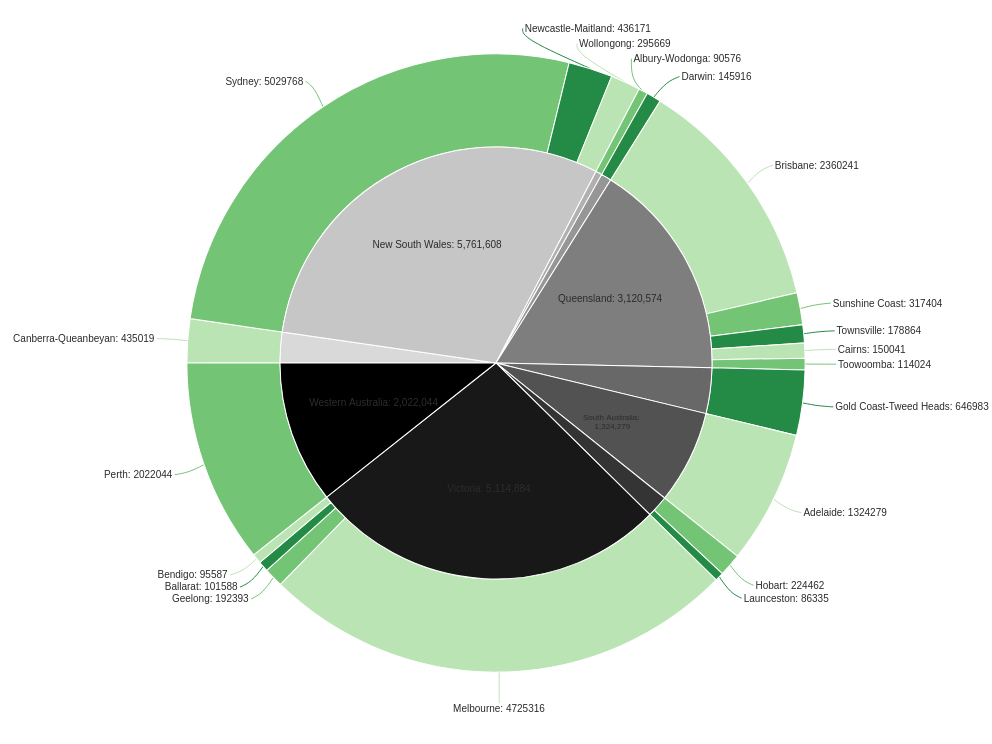 Newcastle-Maitland: 436171
Wollongong: 295669
Albury-Wodonga: 90576
Darwin: 145916
Sydney: 5029768
Brisbane: 2360241
New South Wales: 5,761,608
Queensland: 3,120,574
Sunshine Coast: 317404
Townsville: 178864
Canberra-Queanbeyan: 435019
Cairns: 150041
Toowoomba: 114024
Western Australia: 2,022,044
Gold Coast-Tweed Heads: 646983
South Australia:
1,324,279
Perth: 2022044
Victoria: 5,114,884
Adelaide: 1324279
Bendigo: 95587
Ballarat: 101588
Geelong: 192393
Hobart: 224462
Launceston: 86335
Melbourne: 4725316